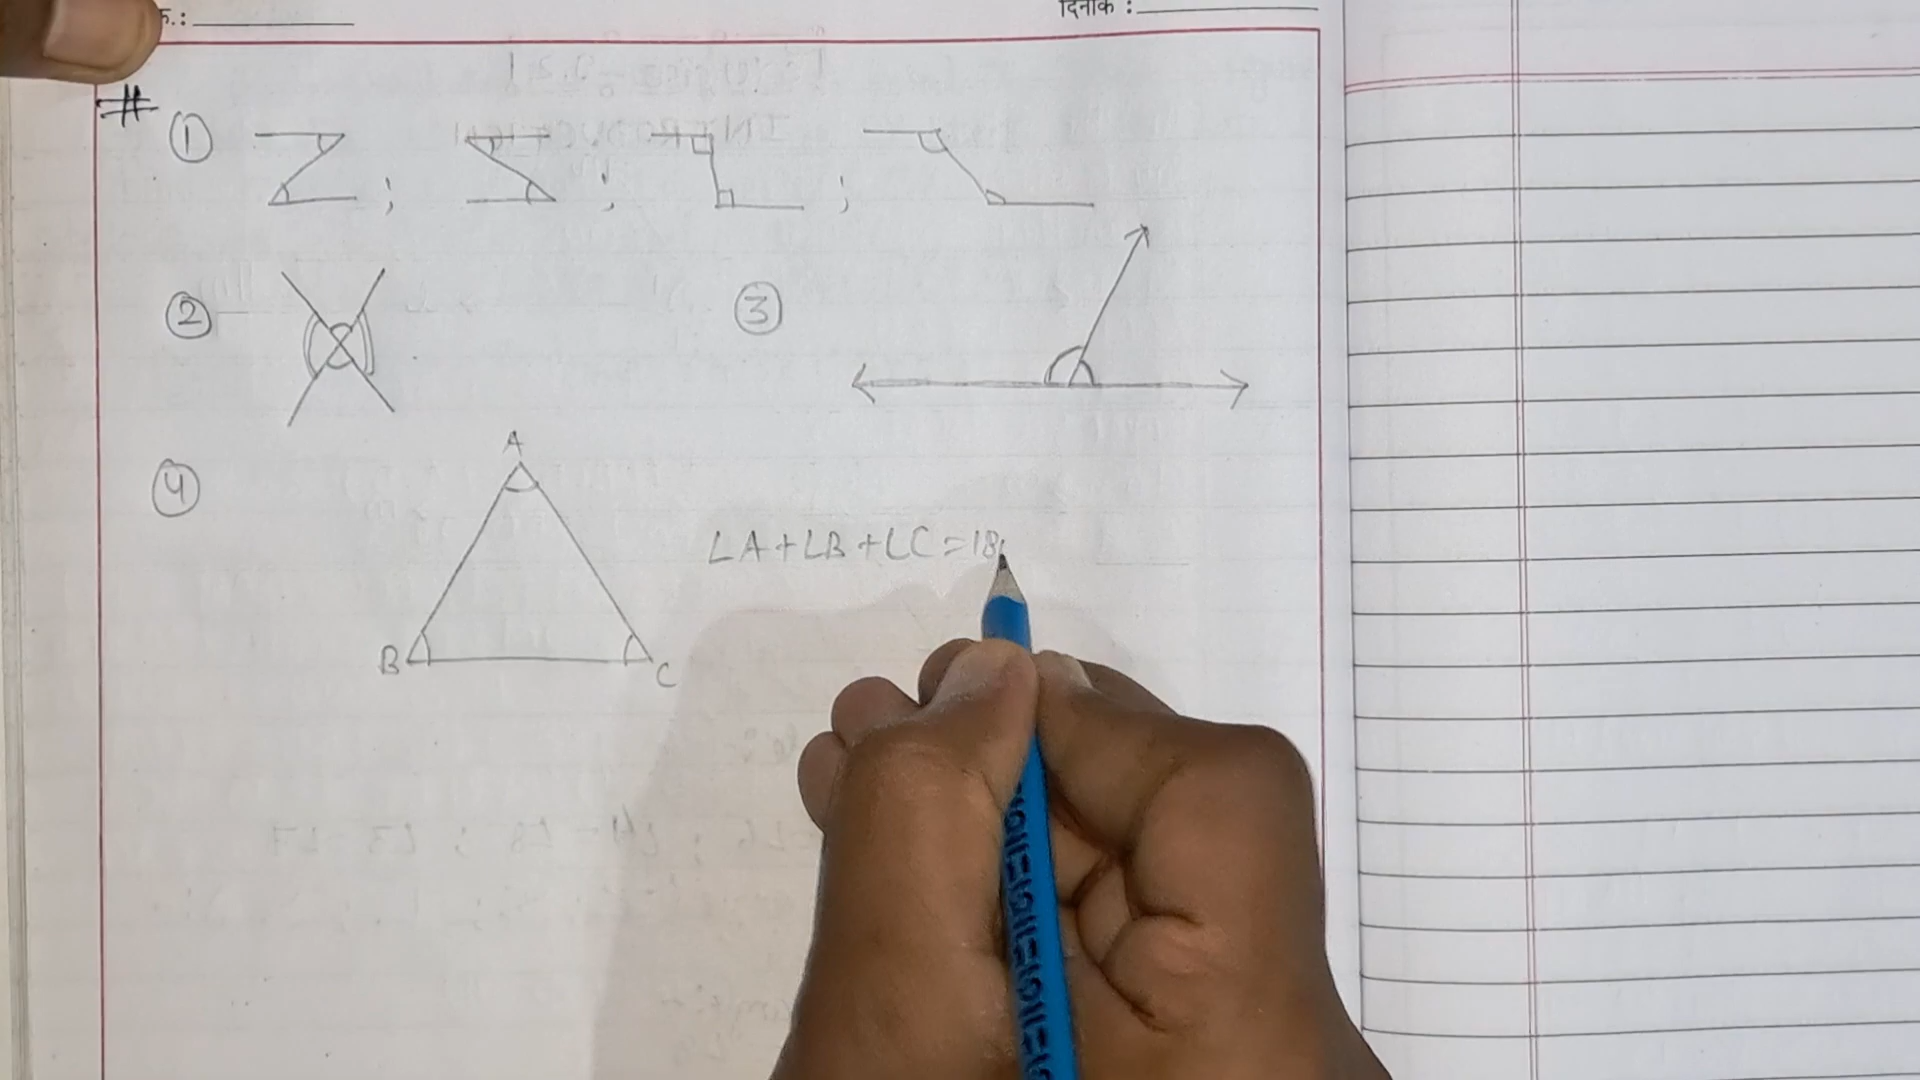 दिनांक :
#
① ; ; ;
② ③
④
A
∠A+∠B+∠C=18
B C